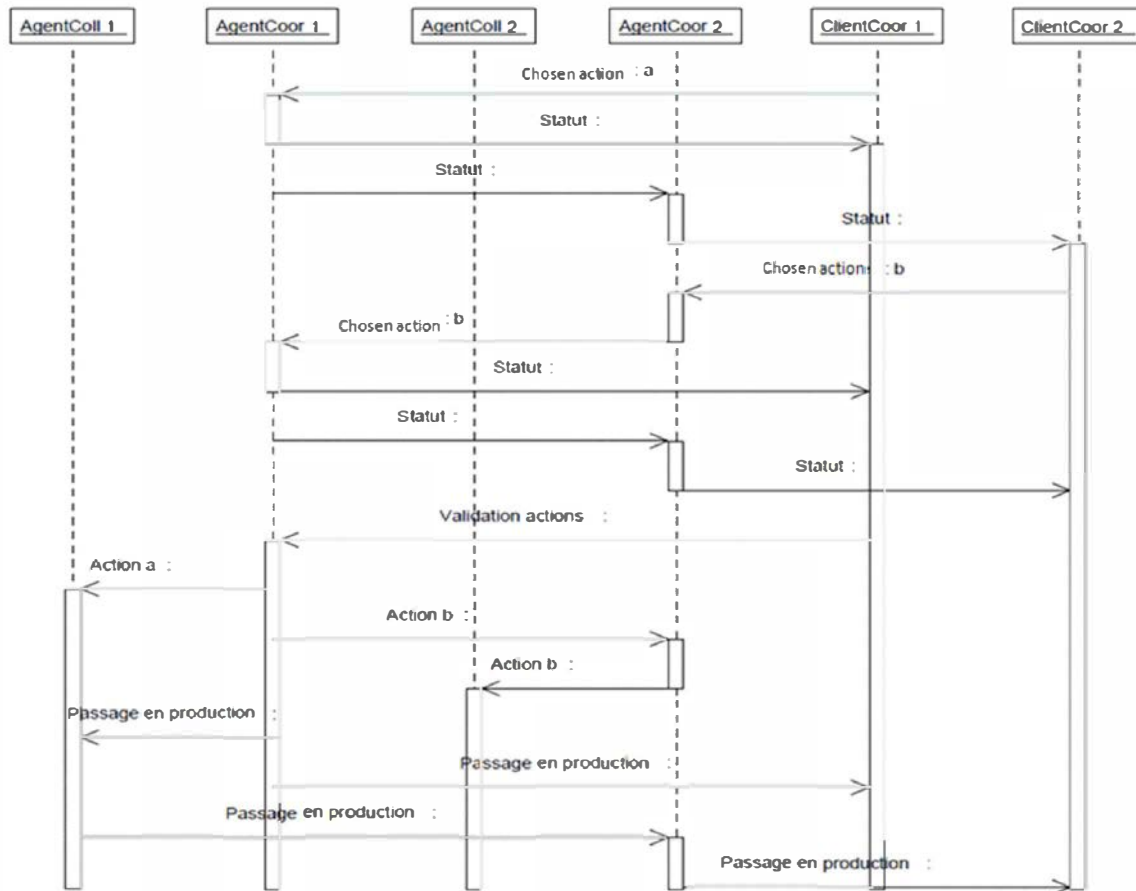 AgentColl 1 AgentCoor 1 AgentColl 2 AgentCoor 2 ClientCoor 1 ClientCoor 2
Chosen action : a
Statut :
Statut :
Statut :
Chosen actions : b
Chosen action : b
Statut :
Statut :
Statut :
Validation actions :
Action a :
Action b :
Action b :
Passage en production :
Passage en production :
Passage en production :
Passage en production :